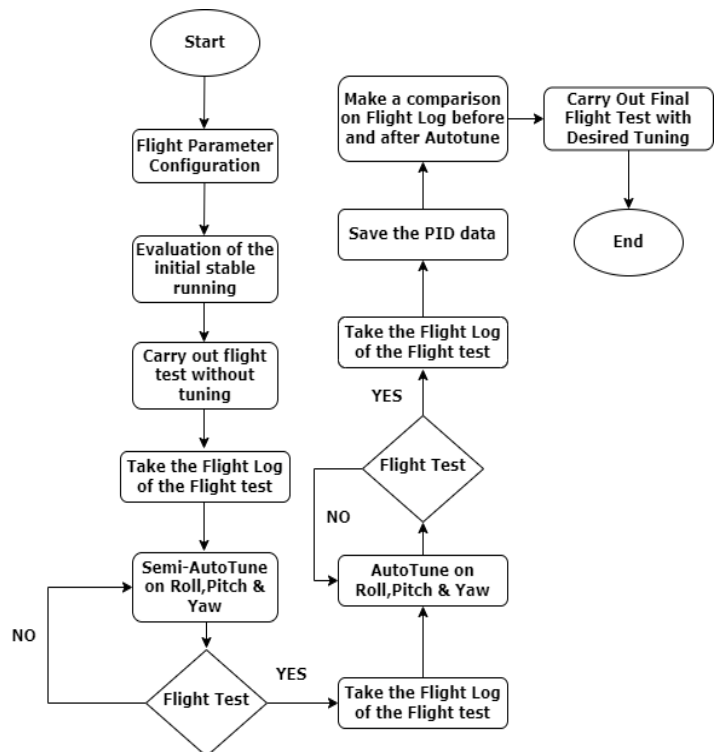 Start
Flight Parameter
Configuration
Evaluation of the
initial stable
running
Carry out flight
test without
tuning
Take the Flight Log
of the Flight test
Semi-AutoTune
on Roll,Pitch &
Yaw
NO
Flight Test
YES
Take the Flight Log
of the Flight test
AutoTune on
Roll,Pitch & Yaw
NO
Flight Test
YES
Take the Flight Log
of the Flight test
Save the PID data
Make a comparison
on Flight Log before
and after Autotune
Carry Out Final
Flight Test with
Desired Tuning
End